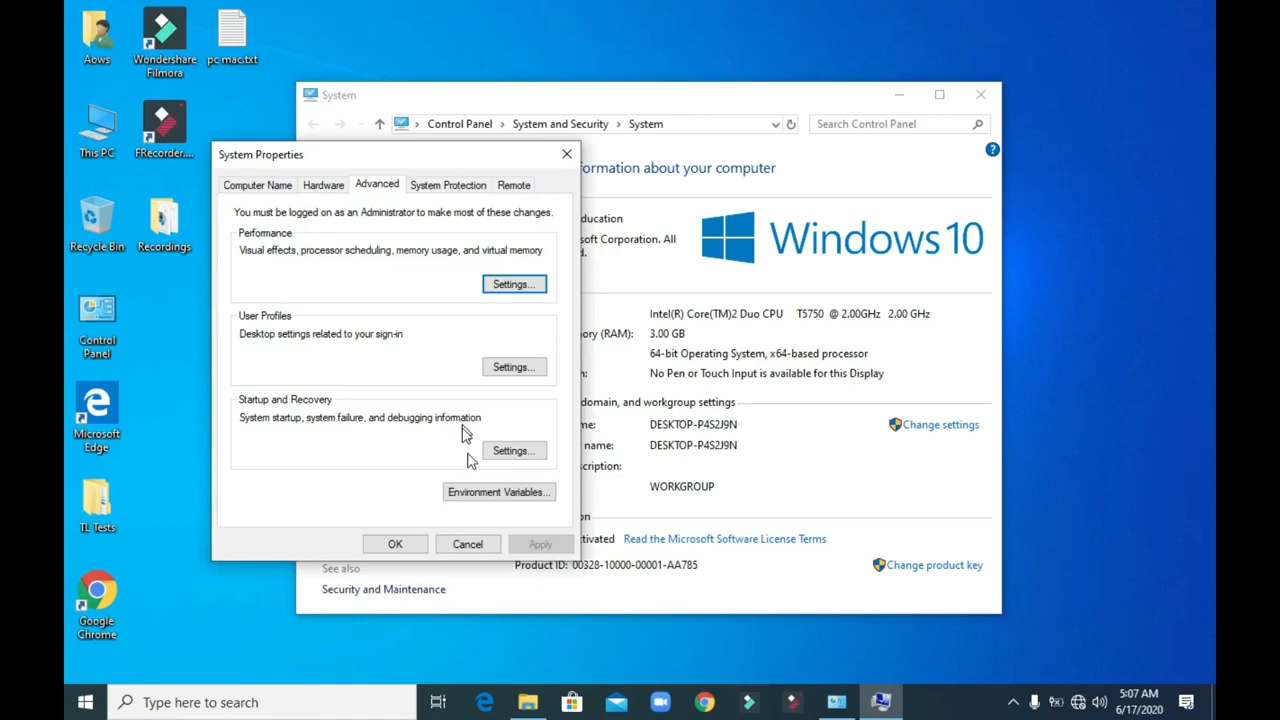 Aows
Wondershare
Filmora
pc mac.txt
This PC
FRecorder....
Recycle Bin
Recordings
Control
Panel
Microsoft
Edge
TL Tests
Google
Chrome
System
Control Panel
System and Security
System
Search Control Panel
formation about your computer
ducation
soft Corporation. All
d.
Windows 10
Intel(R) Core(TM)2 Duo CPU T5750 @ 2.00GHz 2.00 GHz
ory (RAM): 3.00 GB
64-bit Operating System, x64-based processor
n: No Pen or Touch Input is available for this Display
domain, and workgroup settings
me: DESKTOP-P4S2J9N
Change settings
name: DESKTOP-P4S2J9N
scription:
WORKGROUP
on
tivated Read the Microsoft Software License Terms
Product ID: 00328-10000-00001-AA785
Change product key
See also
Security and Maintenance
System Properties
Computer Name
Hardware
Advanced
System Protection
Remote
You must be logged on as an Administrator to make most of these changes.
Performance
Visual effects, processor scheduling, memory usage, and virtual memory
Settings...
User Profiles
Desktop settings related to your sign-in
Settings...
Startup and Recovery
System startup, system failure, and debugging information
Settings...
Environment Variables...
OK
Cancel
Apply
Type here to search
5:07 AM
6/17/2020